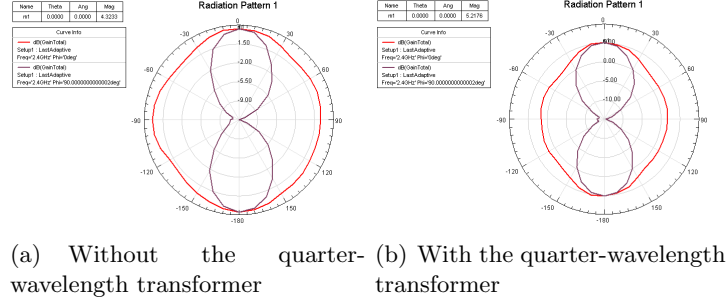 Radiation Pattern 1
Name Theta Ang Mag
m1 0.0000 0.0000 4.3233
Curve Info
dB(GainTotal)
Setup1 : LastAdaptive
Freq='2.4GHz' Phi='0deg'
dB(GainTotal)
Setup1 : LastAdaptive
Freq='2.4GHz' Phi='90.0000000000002deg'
0
-30
30
-60
60
-90
90
-120
120
-150
150
-180
1.50
-2.00
-5.50
-9.00
Radiation Pattern 1
Name Theta Ang Mag
m1 0.0000 0.0000 5.2176
Curve Info
dB(GainTotal)
Setup1 : LastAdaptive
Freq='2.4GHz' Phi='0deg'
dB(GainTotal)
Setup1 : LastAdaptive
Freq='2.4GHz' Phi='90.0000000000002deg'
0
-30
30
-60
60
-90
90
-120
120
-150
150
-180
0.00
-5.00
-10.00
(a) Without the quarter-
wavelength transformer
(b) With the quarter-wavelength
transformer